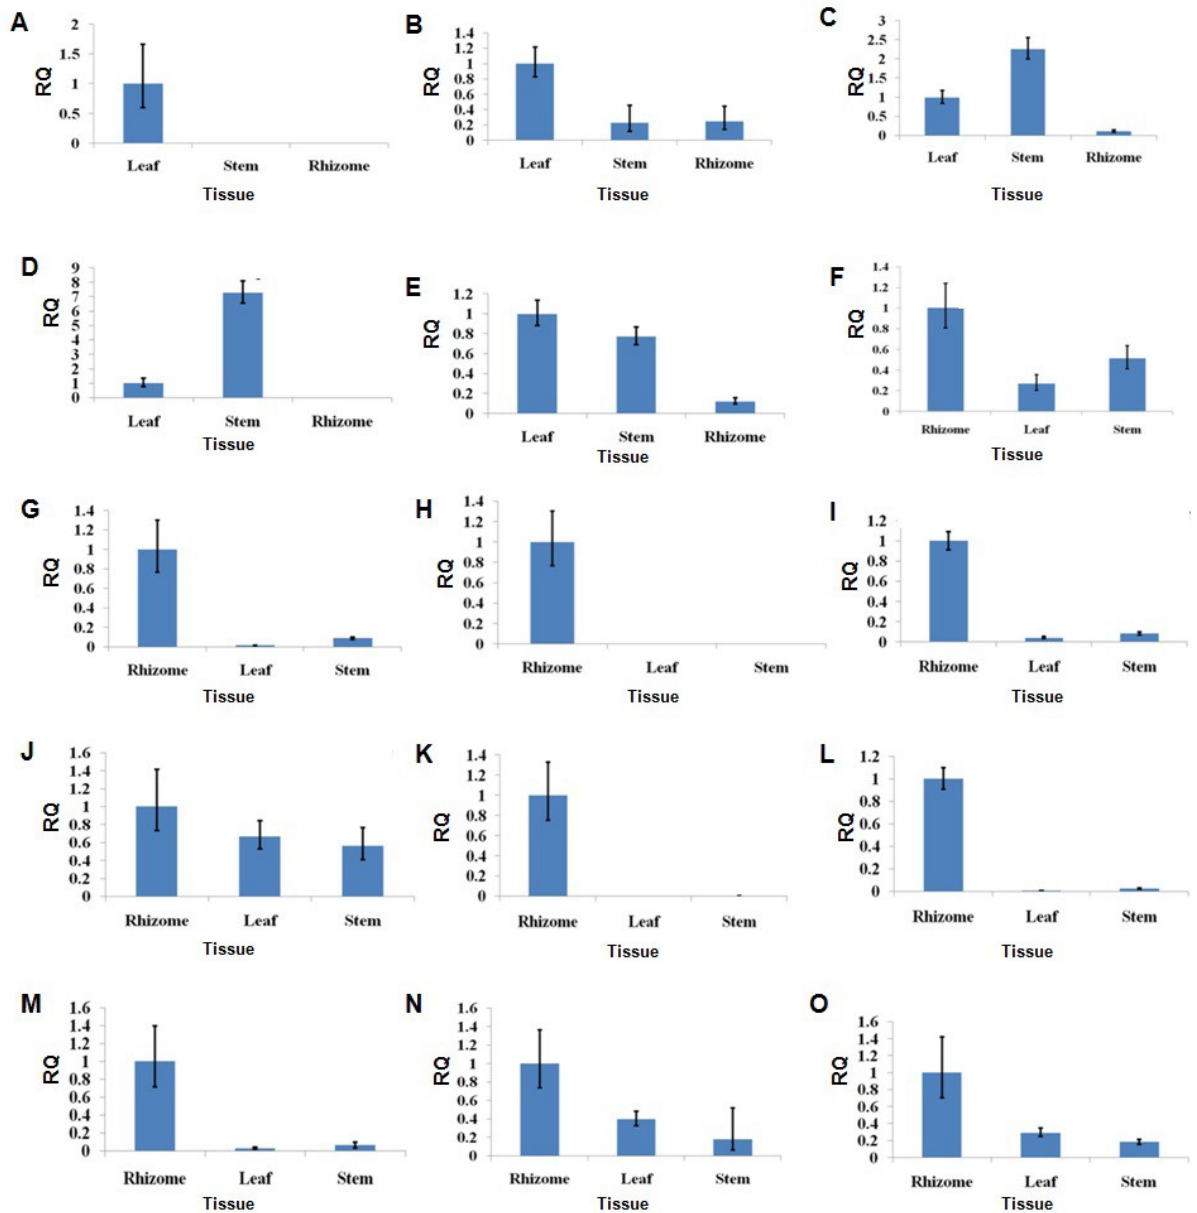 A
RQ
2
1.5
1
0.5
0
Leaf Stem Rhizome
Tissue
B
RQ
1.4
1.2
1
0.8
0.6
0.4
0.2
0
Leaf Stem Rhizome
Tissue
C
RQ
3
2.5
2
1.5
1
0.5
0
Leaf Stem Rhizome
Tissue
D
RQ
9
8
7
6
5
4
3
2
1
0
Leaf Stem Rhizome
Tissue
E
RQ
1.2
1
0.8
0.6
0.4
0.2
0
Leaf Stem Rhizome
Tissue
F
RQ
1.4
1.2
1
0.8
0.6
0.4
0.2
0
Rhizome Leaf Stem
Tissue
G
RQ
1.4
1.2
1
0.8
0.6
0.4
0.2
0
Rhizome Leaf Stem
Tissue
H
RQ
1.4
1.2
1
0.8
0.6
0.4
0.2
0
Rhizome Leaf Stem
Tissue
I
RQ
1.2
1
0.8
0.6
0.4
0.2
0
Rhizome Leaf Stem
Tissue
J
RQ
1.6
1.4
1.2
1
0.8
0.6
0.4
0.2
0
Rhizome Leaf Stem
Tissue
K
RQ
1.4
1.2
1
0.8
0.6
0.4
0.2
0
Rhizome Leaf Stem
Tissue
L
RQ
1.2
1
0.8
0.6
0.4
0.2
0
Rhizome Leaf Stem
Tissue
M
RQ
1.6
1.4
1.2
1
0.8
0.6
0.4
0.2
0
Rhizome Leaf Stem
Tissue
N
RQ
1.6
1.4
1.2
1
0.8
0.6
0.4
0.2
0
Rhizome Leaf Stem
Tissue
O
RQ
1.6
1.4
1.2
1
0.8
0.6
0.4
0.2
0
Rhizome Leaf Stem
Tissue